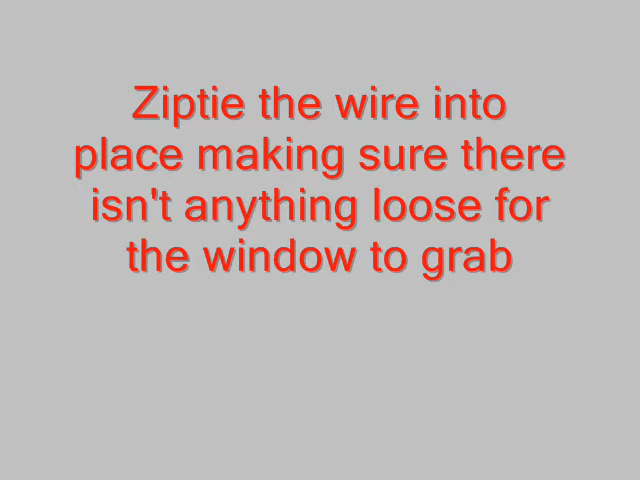 Ziptie the wire into
place making sure there
isn't anything loose for
the window to grab